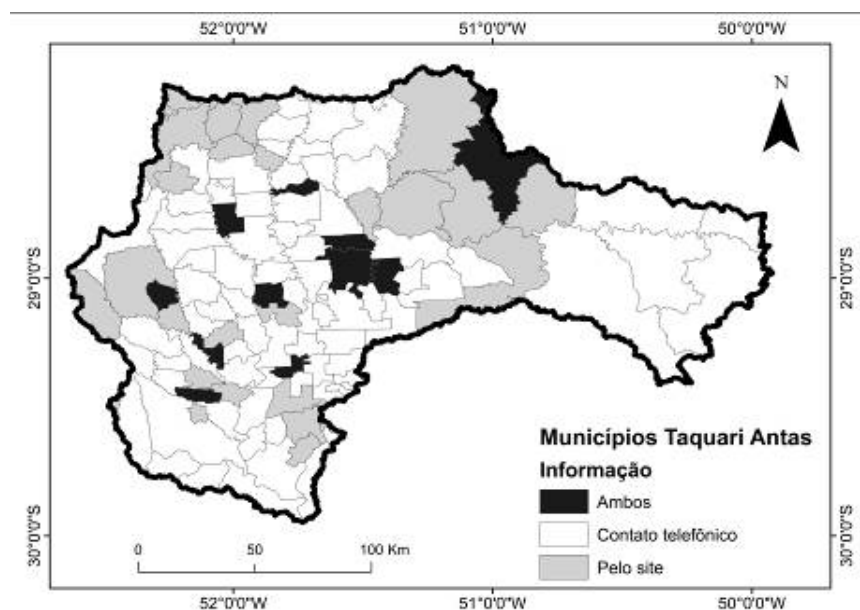 52°0'0"W 51°0'0"W 50°0'0"W
N
29°0'0"S 29°0'0"S
Municípios Taquari Antas
Informação
Ambos
Contato telefônico
Pelo site
30°0'0"S 30°0'0"S
0 50 100 Km
52°0'0"W 51°0'0"W 50°0'0"W